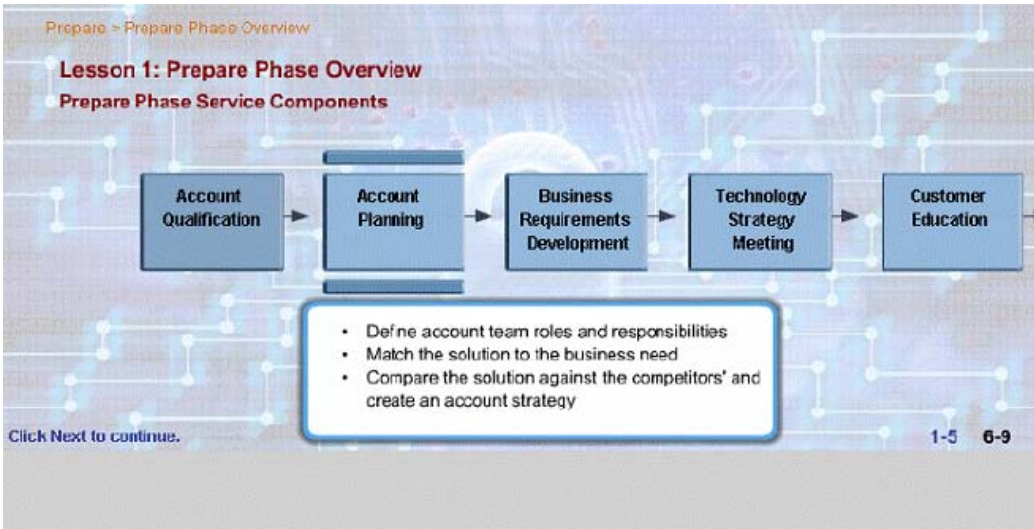 Prepare > Prepare Phase Overview
Lesson 1: Prepare Phase Overview
Prepare Phase Service Components
Account
Qualification
Account
Planning
Business
Requirements
Development
Technology
Strategy
Meeting
Customer
Education
• Define account team roles and responsibilities
• Match the solution to the business need
• Compare the solution against the competitors' and
create an account strategy
Click Next to continue.
1-5 6-9